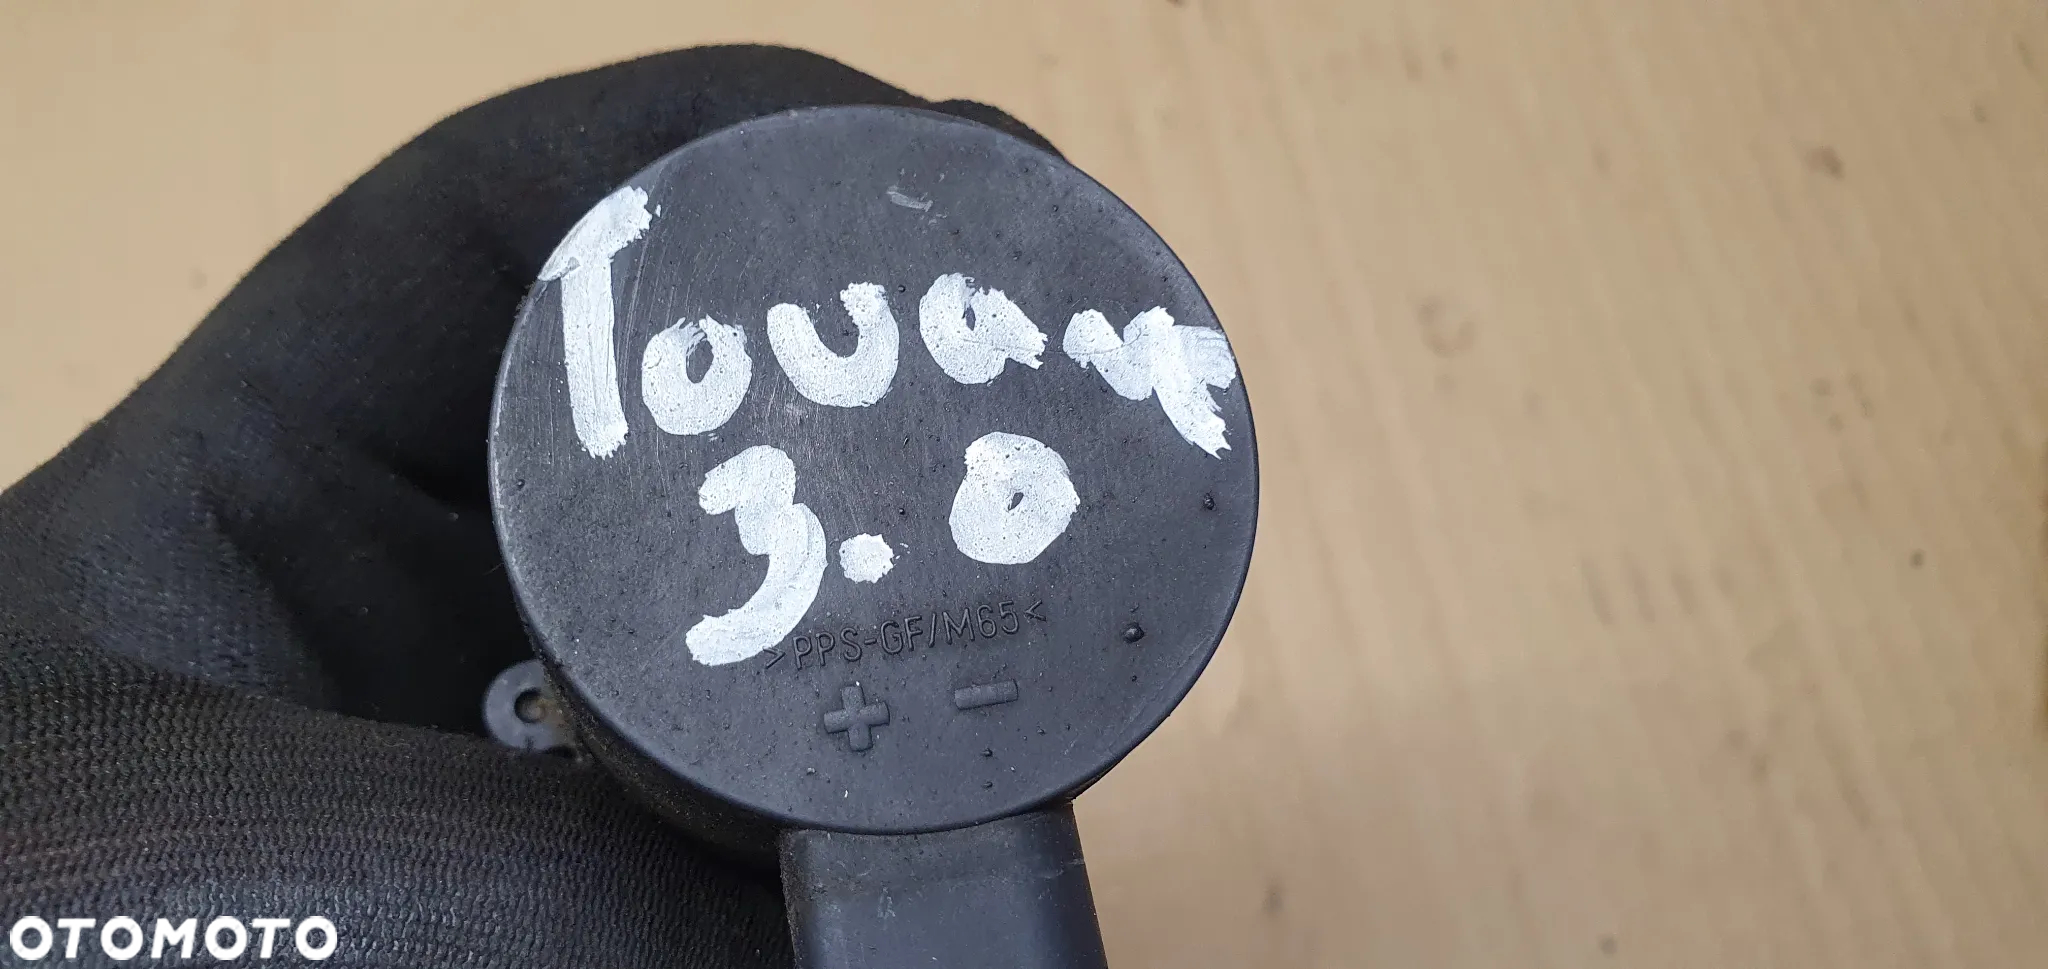 Touar
3.0
>PPS-GF/M65<
+ -
OTOMOTO